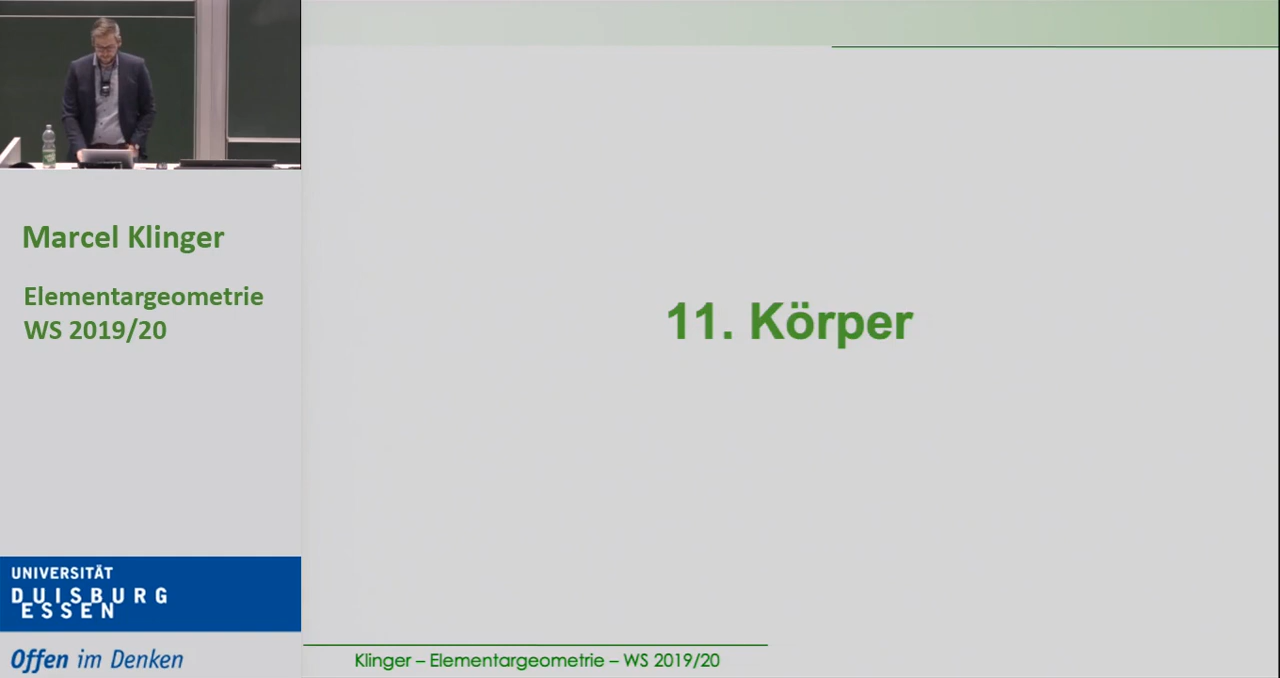 Marcel Klinger
Elementargeometrie
WS 2019/20
UNIVERSITÄT
DUISBURG
ESSEN
Offen im Denken
11. Körper
Klinger – Elementargeometrie – WS 2019/20